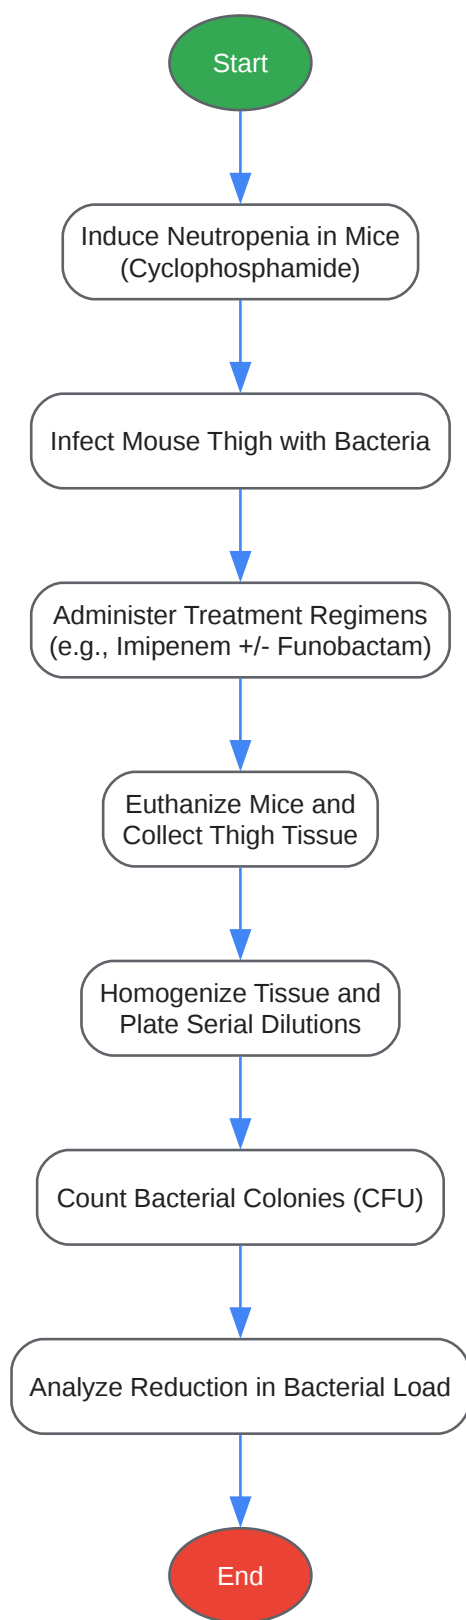 Start
Induce Neutropenia in Mice
(Cyclophosphamide)
Infect Mouse Thigh with Bacteria
Administer Treatment Regimens
(e.g., Imipenem +/- Funobactam)
Euthanize Mice and
Collect Thigh Tissue
Homogenize Tissue and
Plate Serial Dilutions
Count Bacterial Colonies (CFU)
Analyze Reduction in Bacterial Load
End